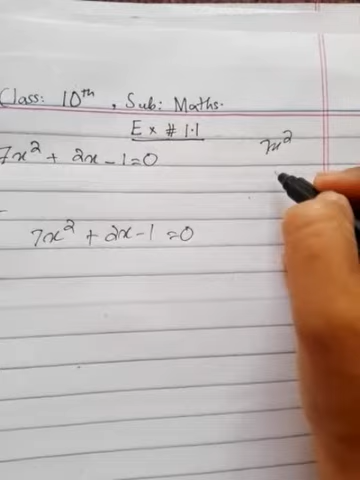 Class: 10th , Sub: Maths.
Ex # 1.1
7x² + 2x - 1 = 0
7x²
7x² + 2x - 1 = 0